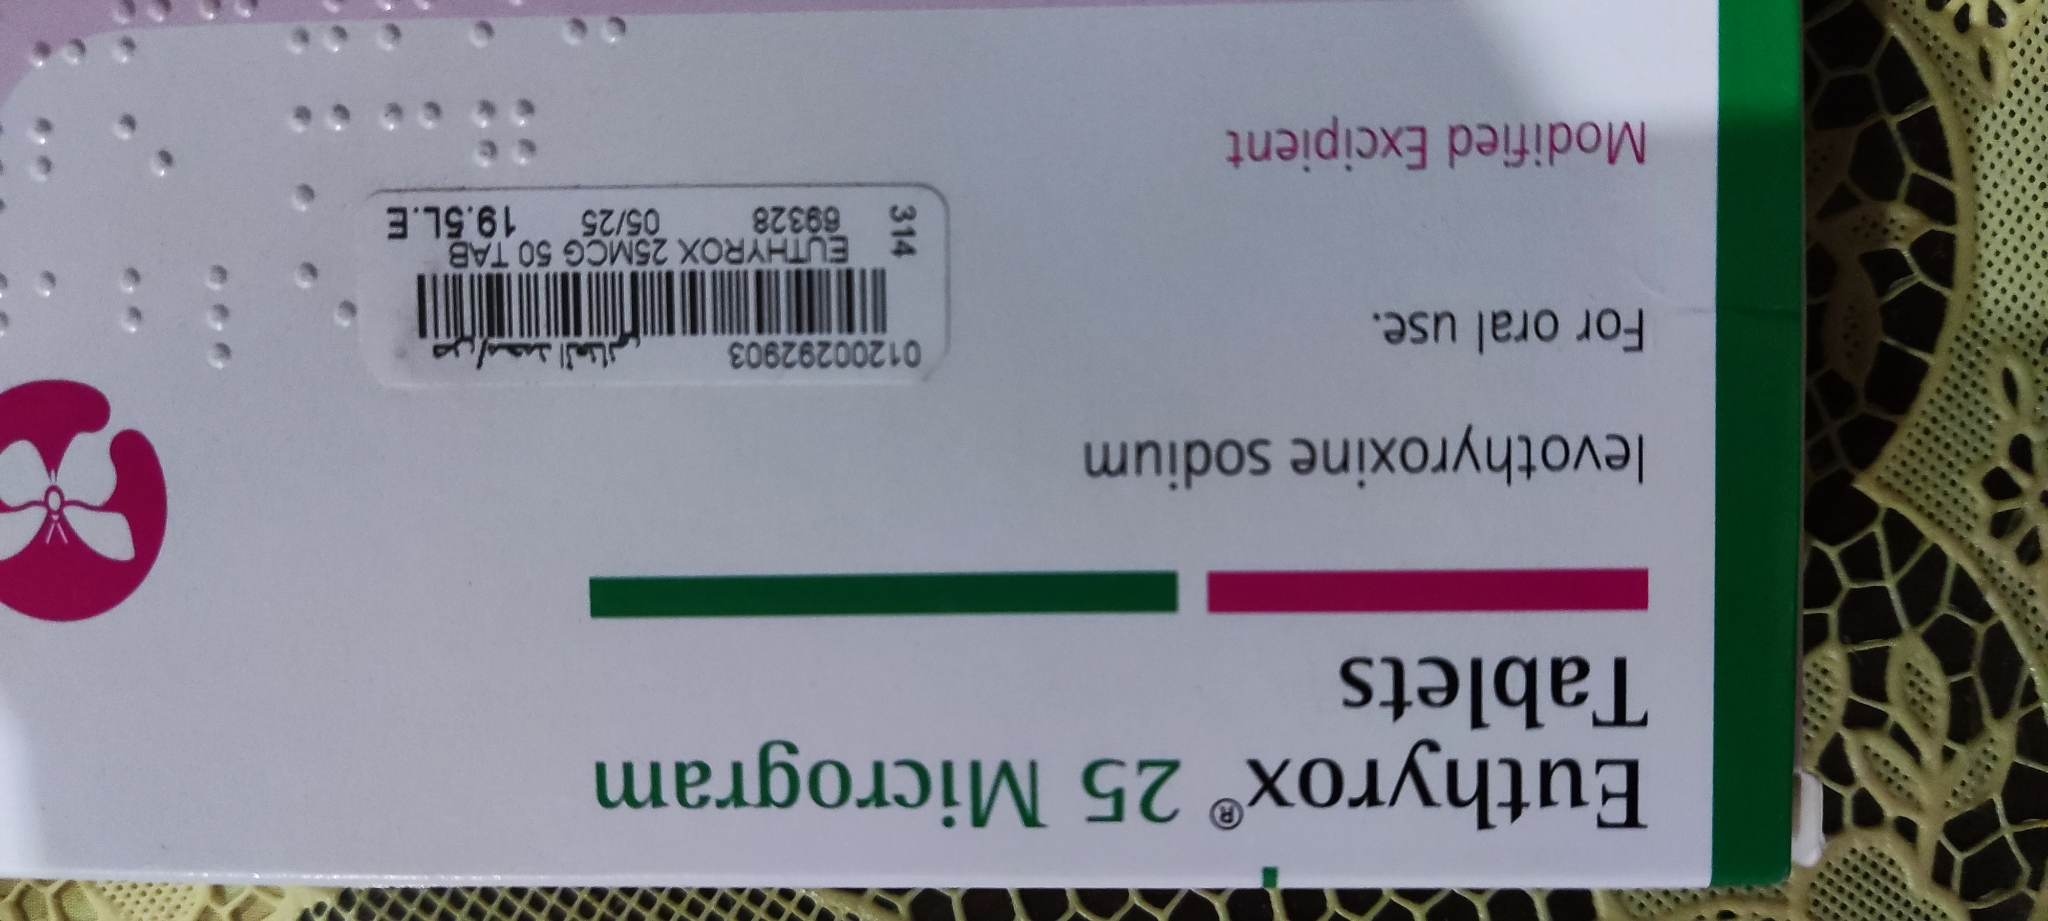 Euthyrox® 25 Microgram
Tablets
levothyroxine sodium
For oral use.
Modified Excipient
01200292903
EUTHYROX 25MCG 50 TAB
314 69328 05/25 19.5L.E